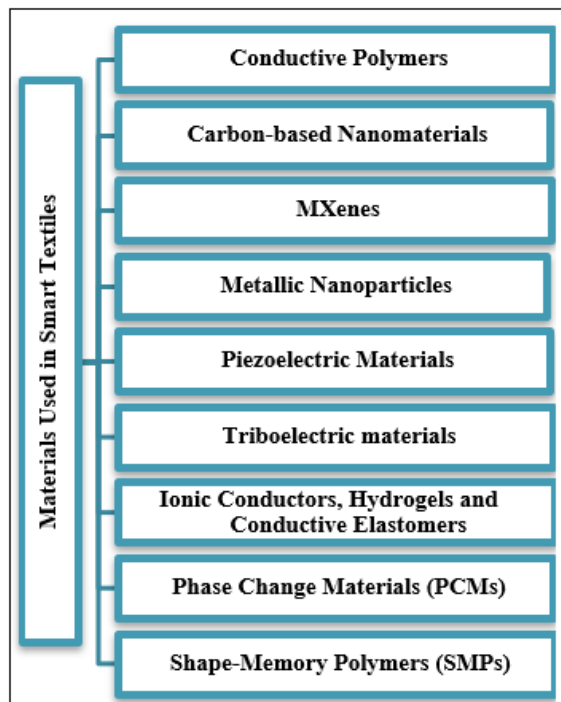 Materials Used in Smart Textiles
Conductive Polymers
Carbon-based Nanomaterials
MXenes
Metallic Nanoparticles
Piezoelectric Materials
Triboelectric materials
Ionic Conductors, Hydrogels and
Conductive Elastomers
Phase Change Materials (PCMs)
Shape-Memory Polymers (SMPs)